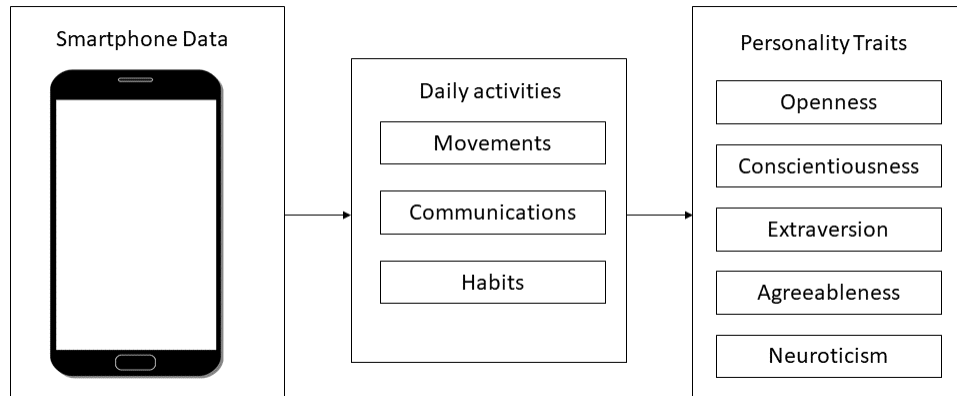 Smartphone Data
Daily activities
Movements
Communications
Habits
Personality Traits
Openness
Conscientiousness
Extraversion
Agreeableness
Neuroticism